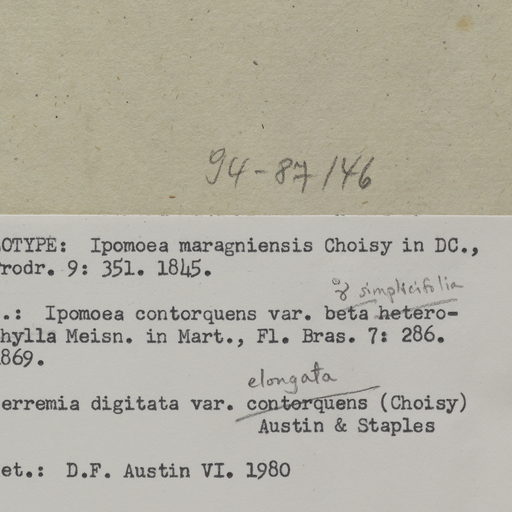 94-87/46
OTYPE: Ipomoea maragniensis Choisy in DC.,
rodr. 9: 351. 1845.
γ simplicifolia
.: Ipomoea contorquens var. beta hetero-
hylla Meisn. in Mart., Fl. Bras. 7: 286.
869.
elongata
erremia digitata var. contorquens (Choisy)
Austin & Staples
et.: D.F. Austin VI. 1980